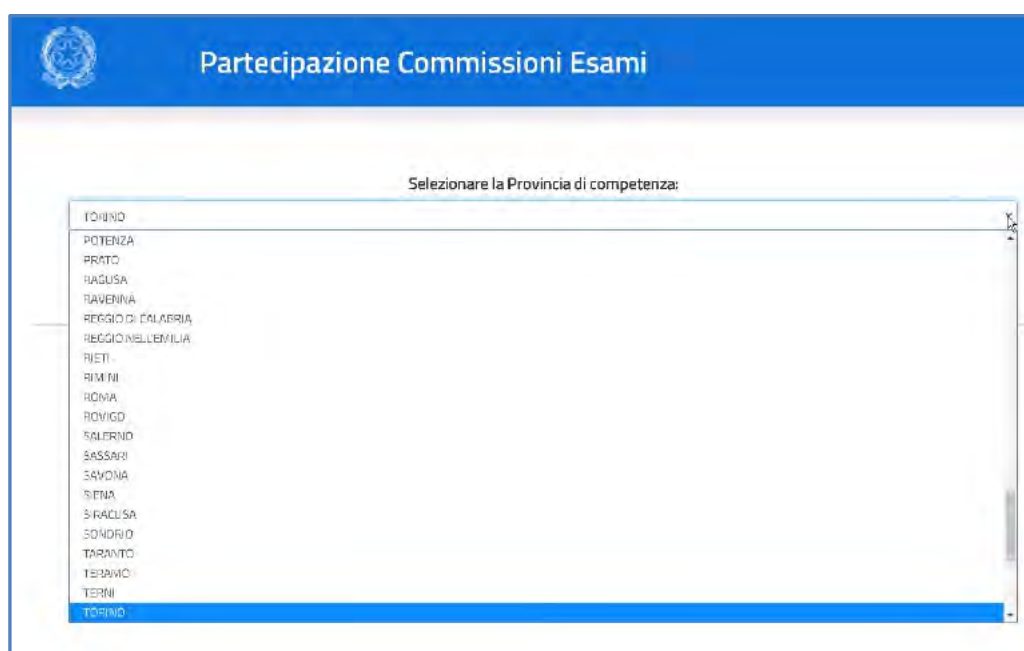 Partecipazione Commissioni Esami
Selezionare la Provincia di competenza:
TORINO
POTENZA
PRATO
RAGUSA
RAVENNA
REGGIO DI CALABRIA
REGGIO NELL'EMILIA
RIETI
RIMINI
ROMA
ROVIGO
SALERNO
SASSARI
SAVONA
SIENA
SIRACUSA
SONDRIO
TARANTO
TERAMO
TERNI
TORINO